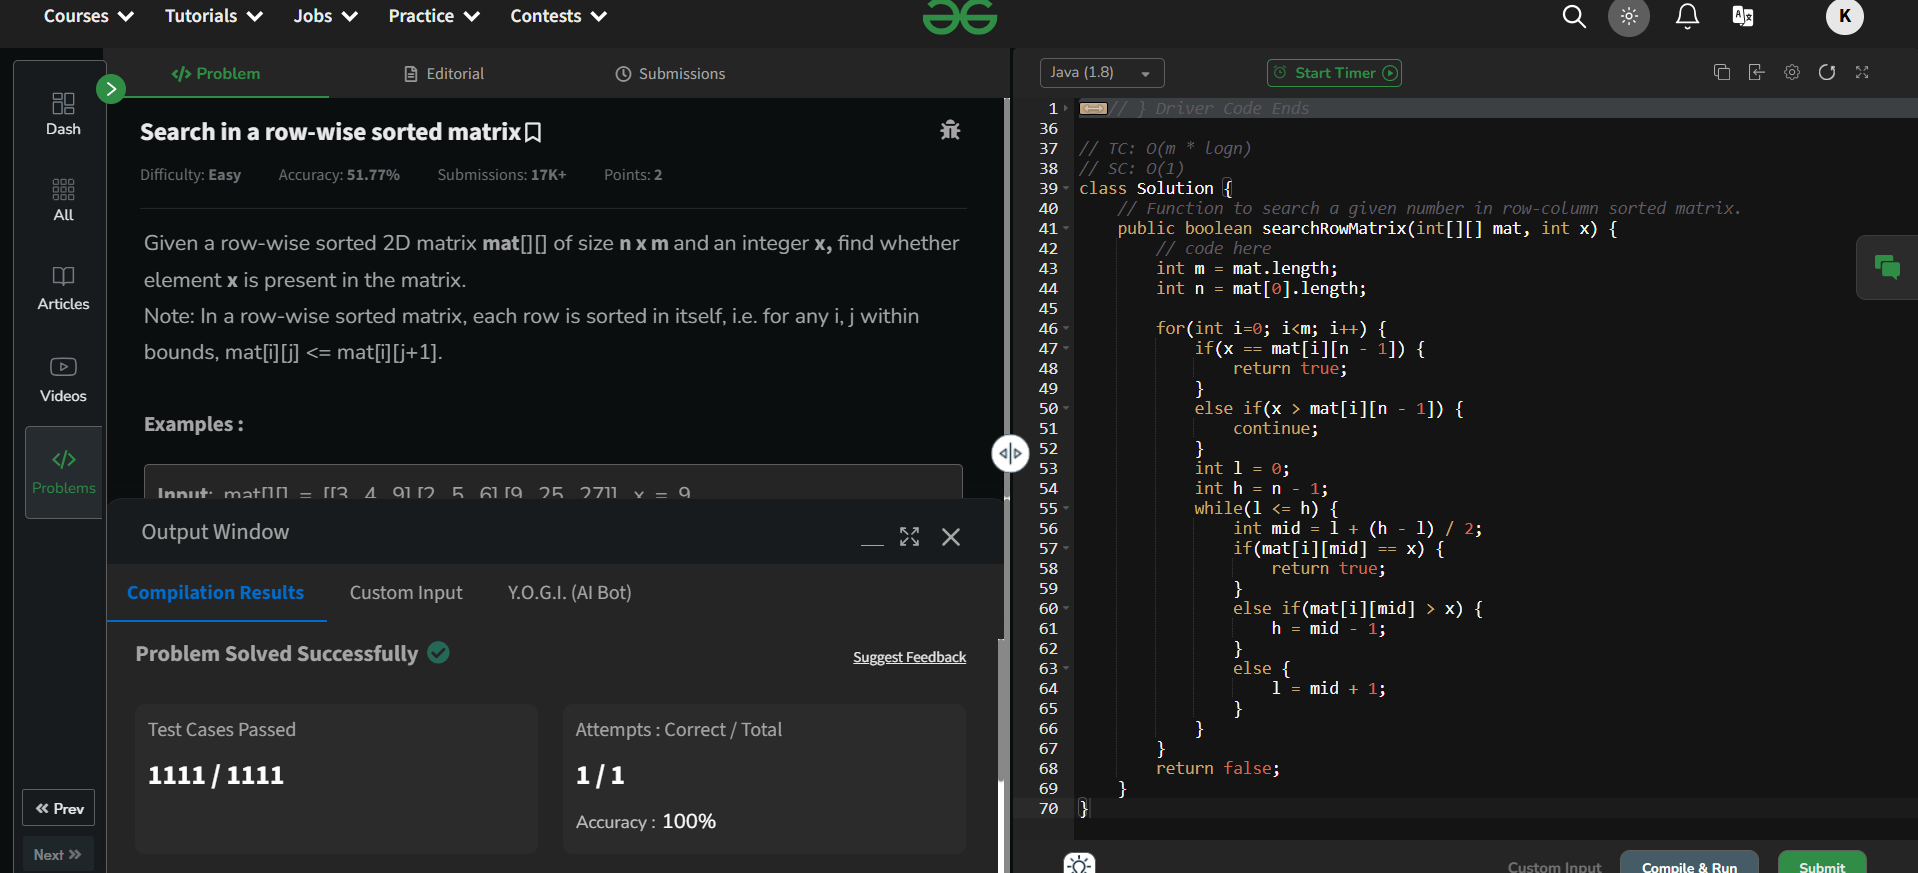 Courses
Tutorials
Jobs
Practice
Contests
K
Dash
All
Articles
Videos
Problems
Prev
Next
</> Problem
Editorial
Submissions
Search in a row-wise sorted matrix
Difficulty: Easy Accuracy: 51.77% Submissions: 17K+ Points: 2
Given a row-wise sorted 2D matrix mat[][] of size n x m and an integer x, find whether
element x is present in the matrix.
Note: In a row-wise sorted matrix, each row is sorted in itself, i.e. for any i, j within
bounds, mat[i][j] <= mat[i][j+1].
Examples :
Input: mat[][] = [[3, 4, 9],[2, 5, 6],[9, 25, 27]], x = 9
Output Window
Compilation Results
Custom Input
Y.O.G.I. (AI Bot)
Problem Solved Successfully
Suggest Feedback
Test Cases Passed
1111 / 1111
Attempts : Correct / Total
1 / 1
Accuracy : 100%
Java (1.8)
Start Timer
1 // } Driver Code Ends
36
37 // TC: O(m * logn)
38 // SC: O(1)
39 class Solution {
40 // Function to search a given number in row-column sorted matrix.
41 public boolean searchRowMatrix(int[][] mat, int x) {
42 // code here
43 int m = mat.length;
44 int n = mat[0].length;
45
46 for(int i=0; i<m; i++) {
47 if(x == mat[i][n - 1]) {
48 return true;
49 }
50 else if(x > mat[i][n - 1]) {
51 continue;
52 }
53 int l = 0;
54 int h = n - 1;
55 while(l <= h) {
56 int mid = l + (h - l) / 2;
57 if(mat[i][mid] == x) {
58 return true;
59 }
60 else if(mat[i][mid] > x) {
61 h = mid - 1;
62 }
63 else {
64 l = mid + 1;
65 }
66 }
67 }
68 return false;
69 }
70 }
Custom Input
Compile & Run
Submit